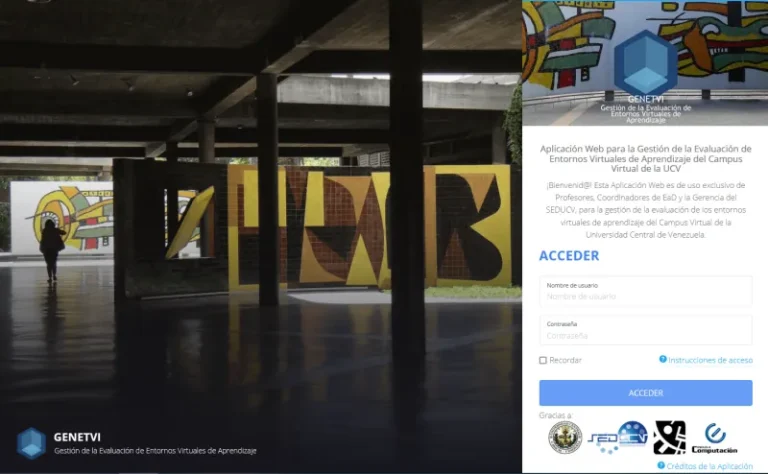 GENETVI
Gestión de la Evaluación de
Entornos Virtuales de
Aprendizaje
Aplicación Web para la Gestión de la Evaluación de
Entornos Virtuales de Aprendizaje del Campus
Virtual de la UCV
¡Bienvenid@! Esta Aplicación Web es de uso exclusivo de
Profesores, Coordinadores de EaD y la Gerencia del
SEDUCV, para la gestión de la evaluación de los entornos
virtuales de aprendizaje del Campus Virtual de la
Universidad Central de Venezuela.
ACCEDER
Nombre de usuario
Nombre de usuario
Contraseña
Contraseña
Recordar
Instrucciones de acceso
ACCEDER
Gracias a:
SEDUCV
Computación
Créditos de la Aplicación
GENETVI
Gestión de la Evaluación de Entornos Virtuales de Aprendizaje